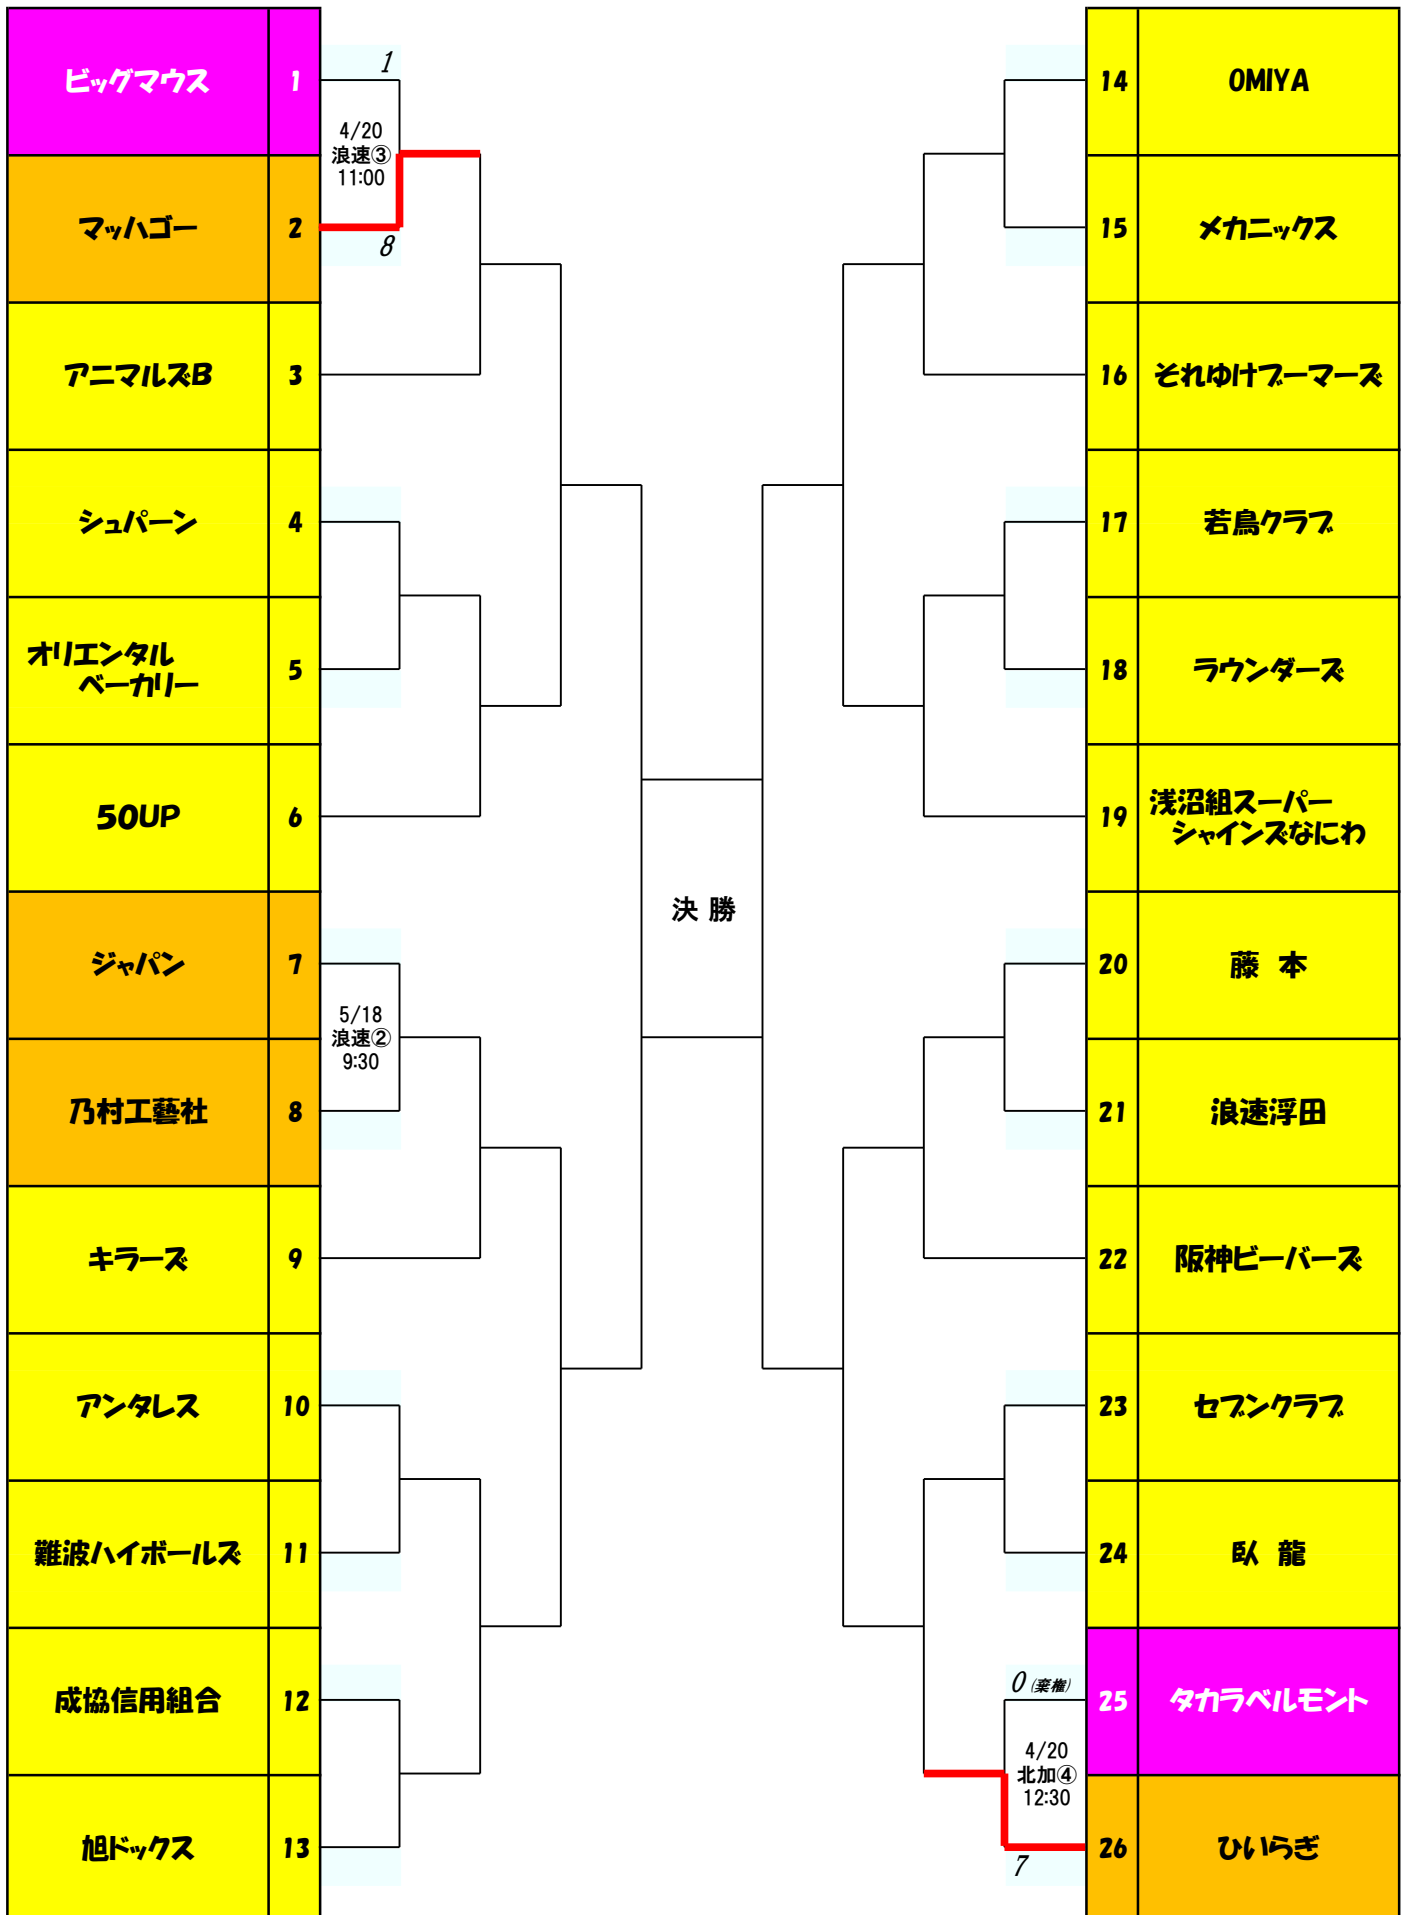 ビッグマウス 1
1
4/20
浪速③
11:00
マッハゴー 2
8
アニマルズB 3
シュパーン 4
オリエンタル
ベーカリー 5
50UP 6
ジャパン 7
5/18
浪速②
9:30
乃村工藝社 8
キラーズ 9
アンタレス 10
難波ハイボールズ 11
成協信用組合 12
旭ドックス 13
決 勝
14 OMIYA
15 メカニックス
16 それゆけブーマーズ
17 若鳥クラブ
18 ラウンダーズ
19 浅沼組スーパー
シャインズなにわ
20 藤 本
21 浪速浮田
22 阪神ビーバーズ
23 セブンクラブ
24 臥 龍
0 (棄権)
25 タカラベルモント
4/20
北加④
12:30
26 ひいらぎ
7